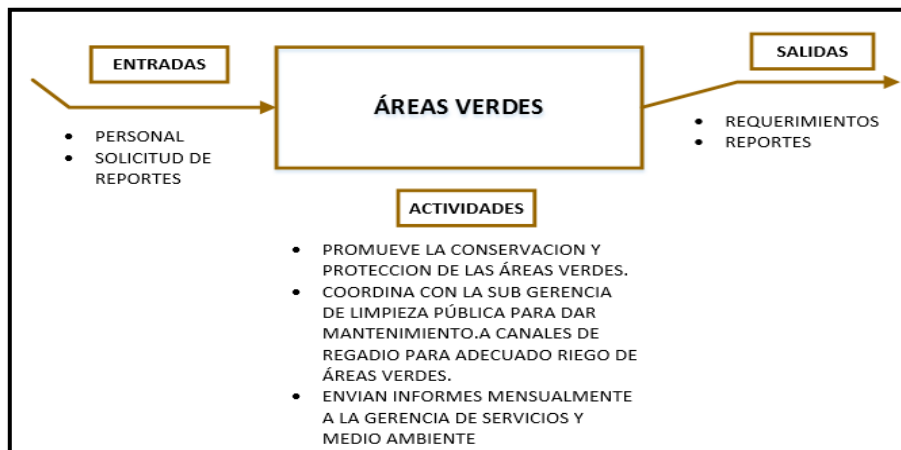 ENTRADAS
SALIDAS
ÁREAS VERDES
• PERSONAL
• SOLICITUD DE
REPORTES
• REQUERIMIENTOS
• REPORTES
ACTIVIDADES
• PROMUEVE LA CONSERVACION Y
PROTECCION DE LAS ÁREAS VERDES.
• COORDINA CON LA SUB GERENCIA
DE LIMPIEZA PÚBLICA PARA DAR
MANTENIMIENTO.A CANALES DE
REGADIO PARA ADECUADO RIEGO DE
ÁREAS VERDES.
• ENVIAN INFORMES MENSUALMENTE
A LA GERENCIA DE SERVICIOS Y
MEDIO AMBIENTE